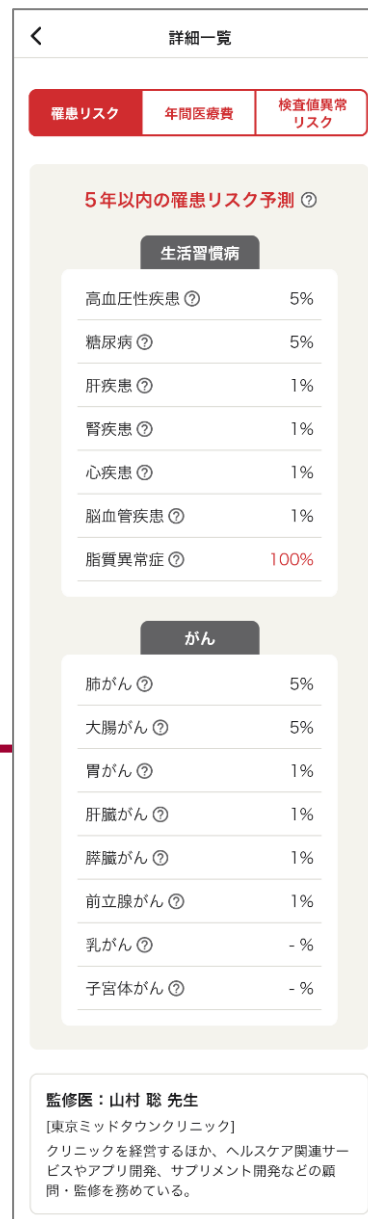 詳細一覧
罹患リスク
年間医療費
検査値異常
リスク
5年以内の罹患リスク予測 ?
生活習慣病
高血圧性疾患 ? 5%
糖尿病 ? 5%
肝疾患 ? 1%
腎疾患 ? 1%
心疾患 ? 1%
脳血管疾患 ? 1%
脂質異常症 ? 100%
がん
肺がん ? 5%
大腸がん ? 5%
胃がん ? 1%
肝臓がん ? 1%
膵臓がん ? 1%
前立腺がん ? 1%
乳がん ? - %
子宮体がん ? - %
監修医：山村 聡 先生
[東京ミッドタウンクリニック]
クリニックを経営するほか、ヘルスケア関連サー
ビスやアプリ開発、サプリメント開発などの顧
問・監修を務めている。